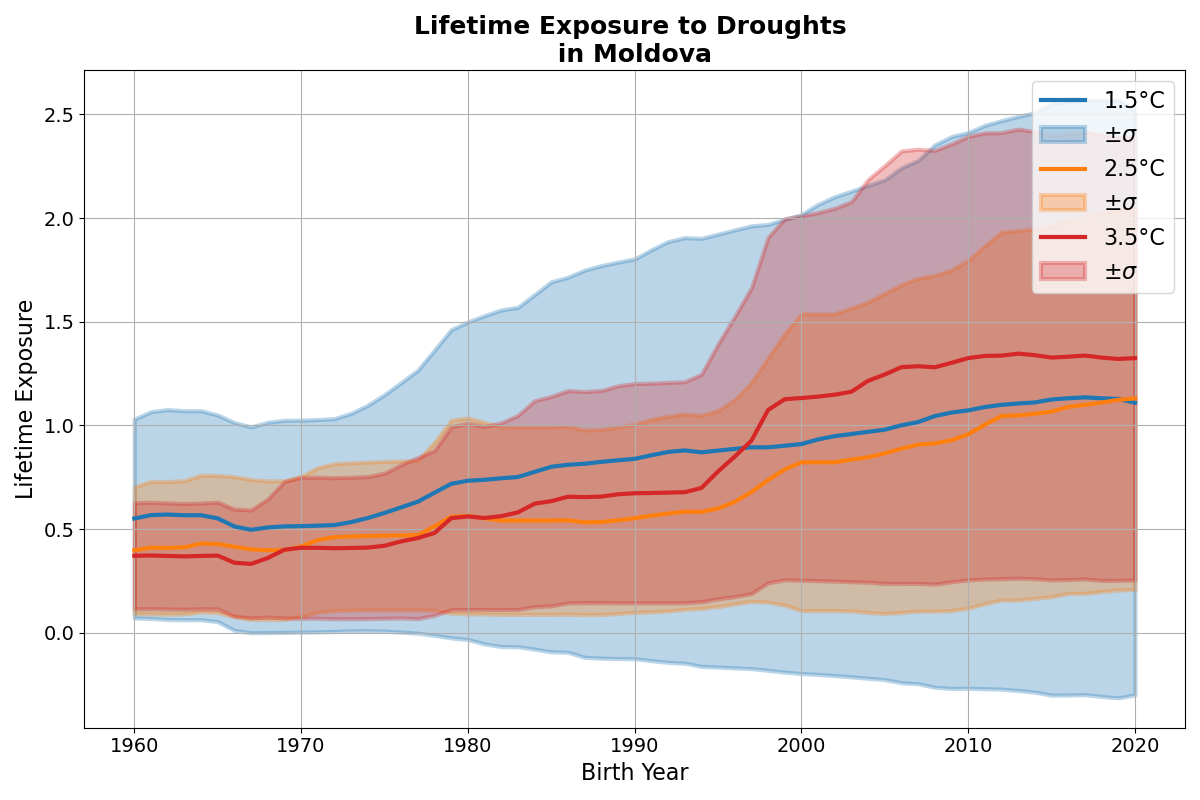 Lifetime Exposure to Droughts
in Moldova
Lifetime Exposure
2.5
2.0
1.5
1.0
0.5
0.0
1960
1970
1980
1990
2000
2010
2020
Birth Year
1.5°C
±σ
2.5°C
±σ
3.5°C
±σ